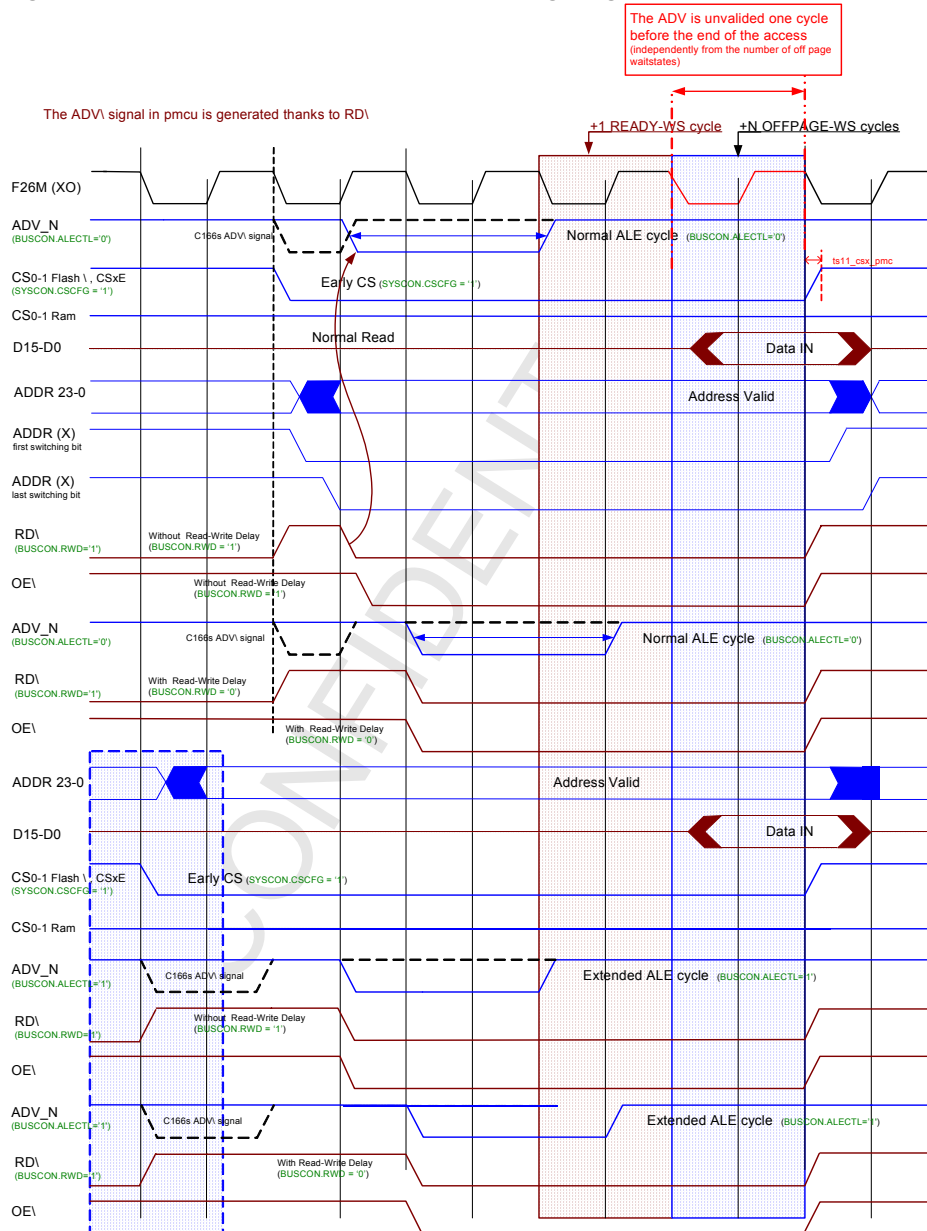 The ADV is unvalided one cycle
before the end of the access
(independently from the number of off page
waitstates)
The ADV\ signal in pmcu is generated thanks to RD\
+1 READY-WS cycle
+N OFFPAGE-WS cycles
F26M (XO)
ADV_N
(BUSCON.ALECTL='0')
C166s ADV\ signal
Normal ALE cycle (BUSCON.ALECTL='0')
CS0-1 Flash \ , CSxE
(SYSCON.CSCFG = '1')
Early CS (SYSCON.CSCFG = '1')
ts11_csx_pmc
CS0-1 Ram
Normal Read
D15-D0
Data IN
ADDR 23-0
Address Valid
ADDR (X)
first switching bit
ADDR (X)
last switching bit
RD\
(BUSCON.RWD='1')
Without Read-Write Delay
(BUSCON.RWD = '1')
OE\
Without Read-Write Delay
(BUSCON.RWD = '1')
ADV_N
(BUSCON.ALECTL='0')
C166s ADV\ signal
Normal ALE cycle (BUSCON.ALECTL='0')
RD\
(BUSCON.RWD='1')
With Read-Write Delay
(BUSCON.RWD = '0')
OE\
With Read-Write Delay
(BUSCON.RWD = '0')
ADDR 23-0
Address Valid
D15-D0
Data IN
CS0-1 Flash \ , CSxE
(SYSCON.CSCFG = '1')
Early CS (SYSCON.CSCFG = '1')
CS0-1 Ram
ADV_N
(BUSCON.ALECTL='1')
C166s ADV\ signal
Extended ALE cycle (BUSCON.ALECTL='1')
RD\
(BUSCON.RWD='1')
Without Read-Write Delay
(BUSCON.RWD = '1')
OE\
ADV_N
(BUSCON.ALECTL='1')
C166s ADV\ signal
Extended ALE cycle (BUSCON.ALECTL='1')
RD\
(BUSCON.RWD='1')
With Read-Write Delay
(BUSCON.RWD = '0')
OE\
CONFIDENT